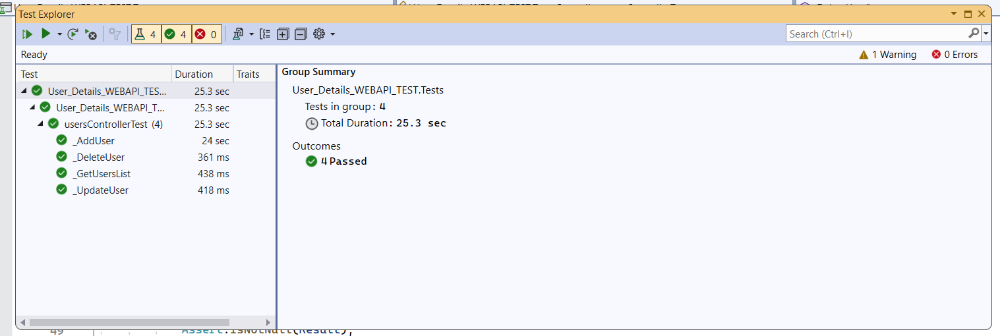 Test Explorer
4 4 0
Search (Ctrl+I)
Ready
1 Warning 0 Errors
Test Duration Traits
User_Details_WEBAPI_TES... 25.3 sec
User_Details_WEBAPI_T... 25.3 sec
usersControllerTest (4) 25.3 sec
_AddUser 24 sec
_DeleteUser 361 ms
_GetUsersList 438 ms
_UpdateUser 418 ms
Group Summary
User_Details_WEBAPI_TEST.Tests
Tests in group: 4
Total Duration: 25.3 sec
Outcomes
4 Passed
49 Assert.IsNotNull(Result);